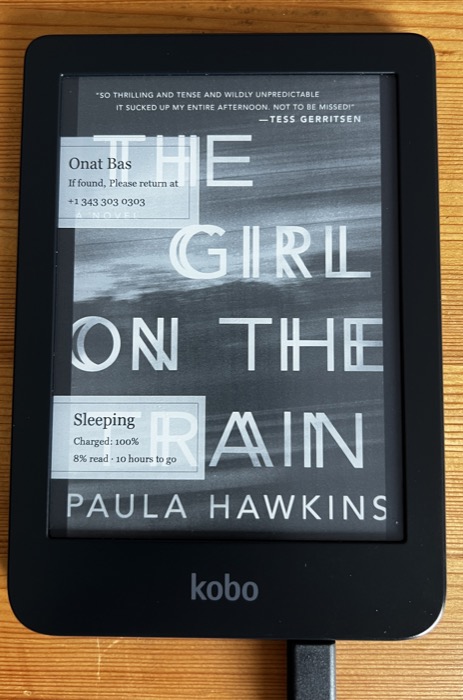 "SO THRILLING AND TENSE AND WILDLY UNPREDICTABLE
IT SUCKED UP MY ENTIRE AFTERNOON. NOT TO BE MISSED!"
—TESS GERRITSEN
THE
Onat Bas
If found, Please return at
+1 343 303 0303
A NOVEL
GIRL
ON THE
TRAIN
Sleeping
Charged: 100%
8% read · 10 hours to go
PAULA HAWKINS
kobo